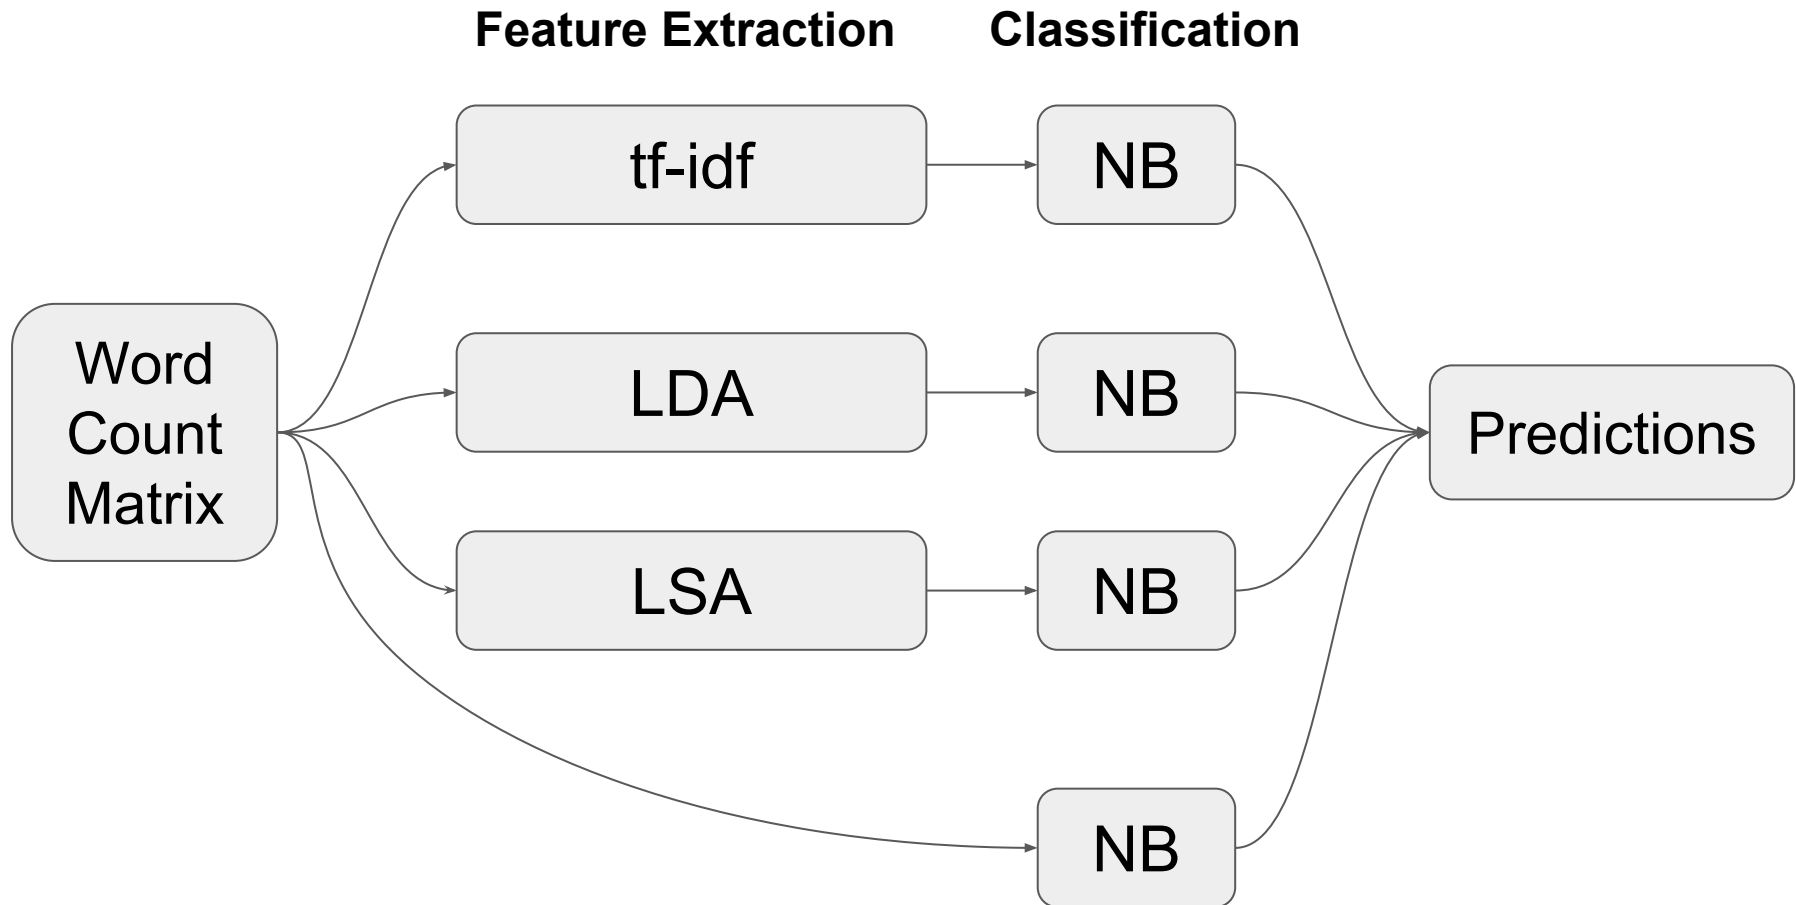 Feature Extraction
Classification
tf-idf
NB
Word
Count
Matrix
LDA
NB
Predictions
LSA
NB
NB